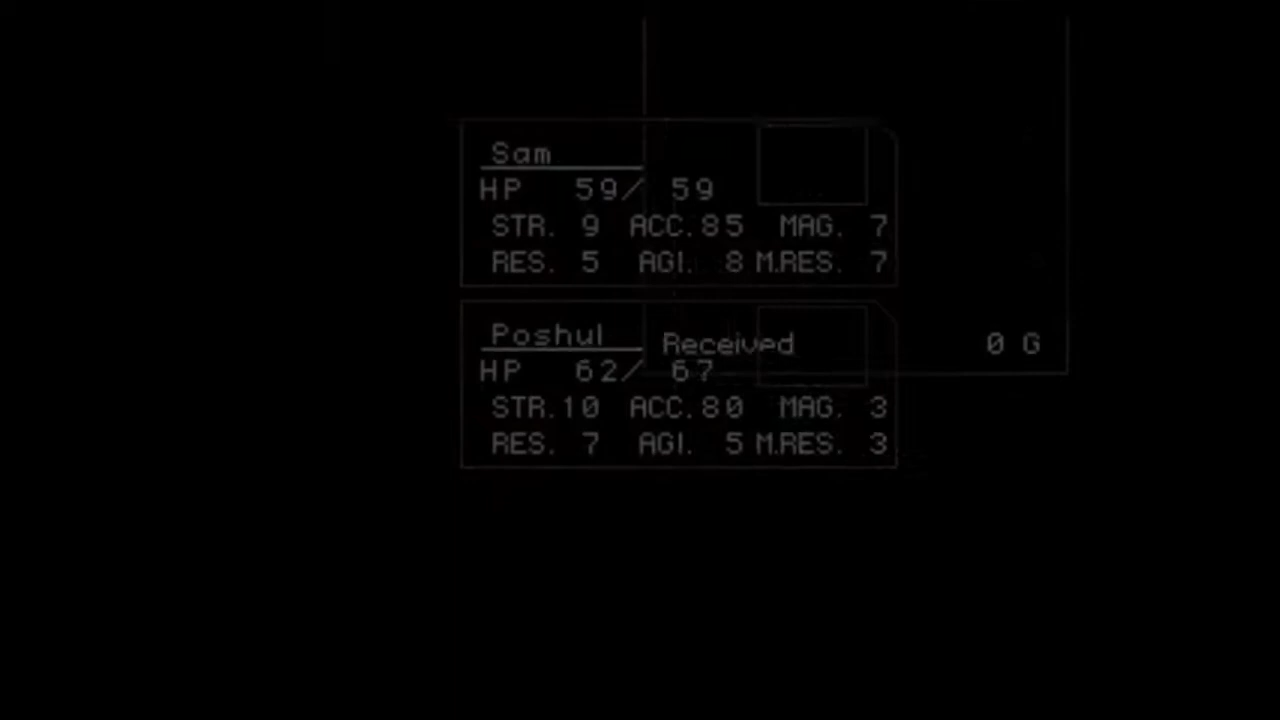 Sam
HP 59/ 59
STR. 9 ACC.85 MAG. 7
RES. 5 AGI. 8 M.RES. 7
Poshul
Received 0 G
HP 62/ 67
STR.10 ACC.80 MAG. 3
RES. 7 AGI. 5 M.RES. 3